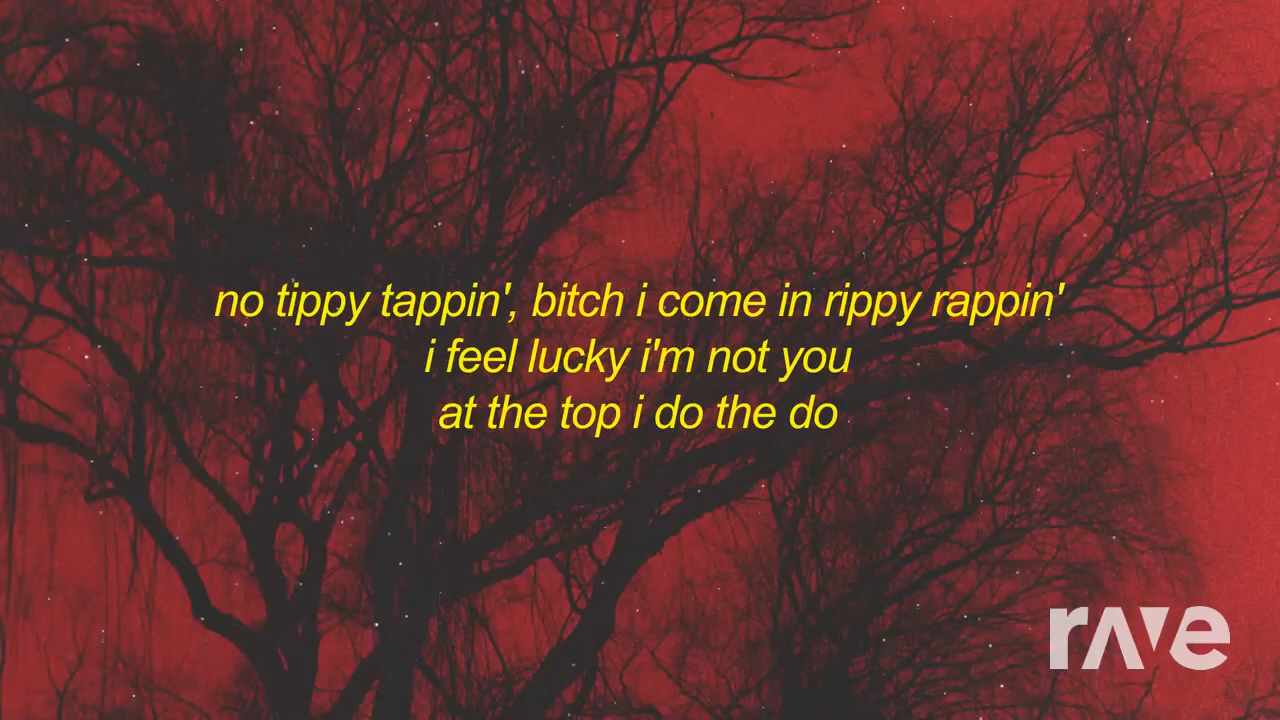 no tippy tappin', bitch i come in rippy rappin'
i feel lucky i'm not you
at the top i do the do
rave